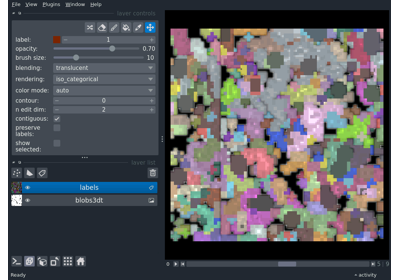 File View Plugins Window Help
layer controls
label: 1
opacity: 0.70
brush size: 10
blending: translucent
rendering: iso_categorical
color mode: auto
contour: 0
n edit dim: 2
contiguous:
preserve
labels:
show
selected:
layer list
labels
blobs3dt
Ready
activity